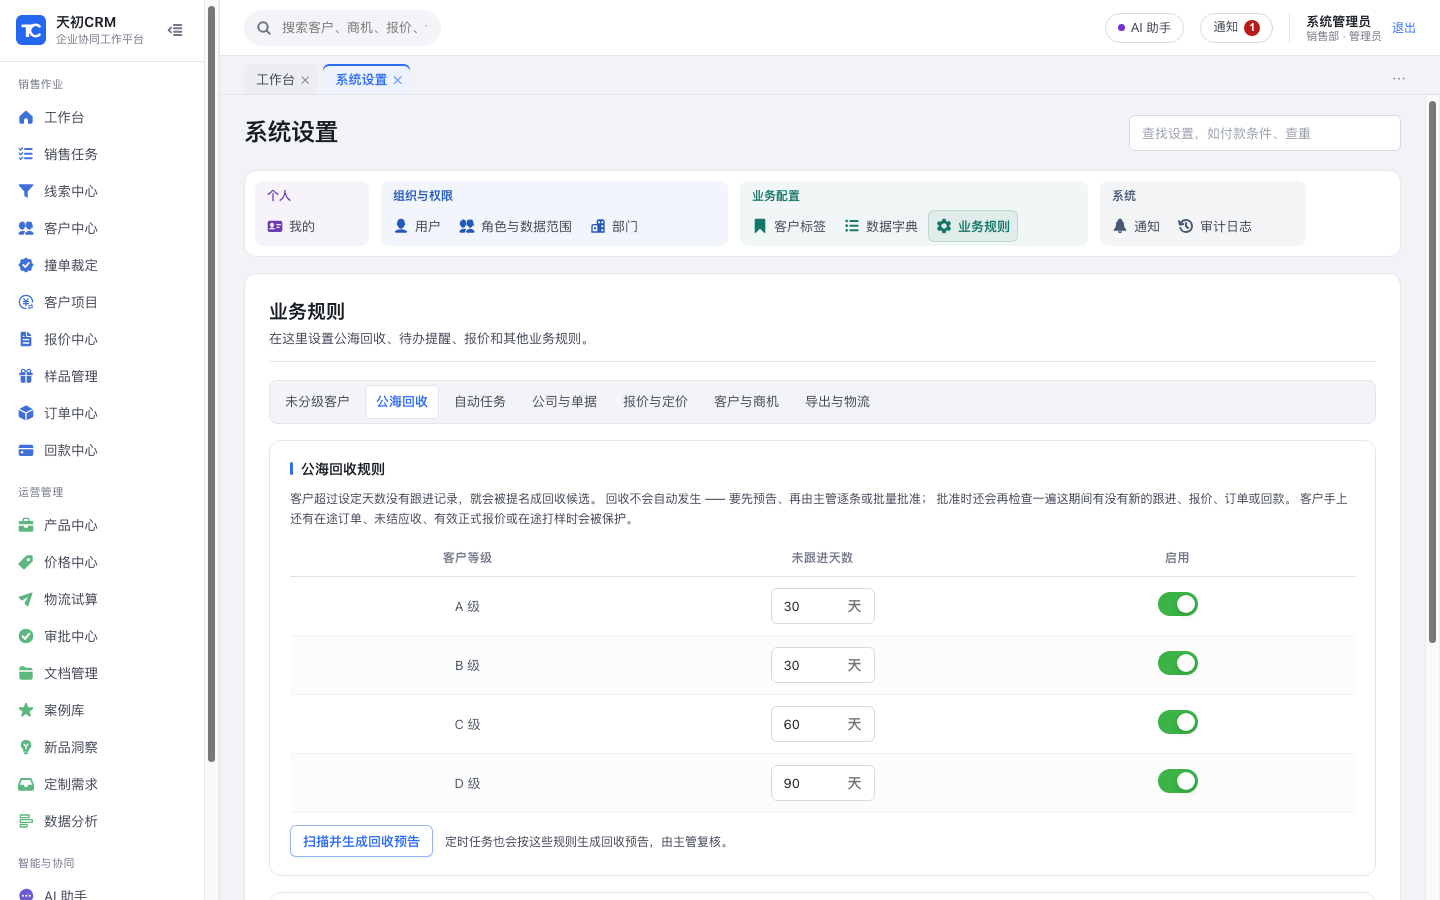 天初CRM
企业协同工作平台
搜索客户、商机、报价、
AI 助手
通知 1
系统管理员
销售部 · 管理员
退出
销售作业
工作台
销售任务
线索中心
客户中心
撞单裁定
客户项目
报价中心
样品管理
订单中心
回款中心
运营管理
产品中心
价格中心
物流试算
审批中心
文档管理
案例库
新品洞察
定制需求
数据分析
智能与协同
AI 助手
工作台
系统设置
系统设置
查找设置，如付款条件、查重
个人
我的
组织与权限
用户
角色与数据范围
部门
业务配置
客户标签
数据字典
业务规则
系统
通知
审计日志
业务规则
在这里设置公海回收、待办提醒、报价和其他业务规则。
未分级客户
公海回收
自动任务
公司与单据
报价与定价
客户与商机
导出与物流
公海回收规则
客户超过设定天数没有跟进记录，就会被提名成回收候选。 回收不会自动发生 —— 要先预告、再由主管逐条或批量批准； 批准时还会再检查一遍这期间有没有新的跟进、报价、订单或回款。 客户手上
还有在途订单、未结应收、有效正式报价或在途打样时会被保护。
客户等级 未跟进天数 启用
A 级 30 天
B 级 30 天
C 级 60 天
D 级 90 天
扫描并生成回收预告
定时任务也会按这些规则生成回收预告，由主管复核。